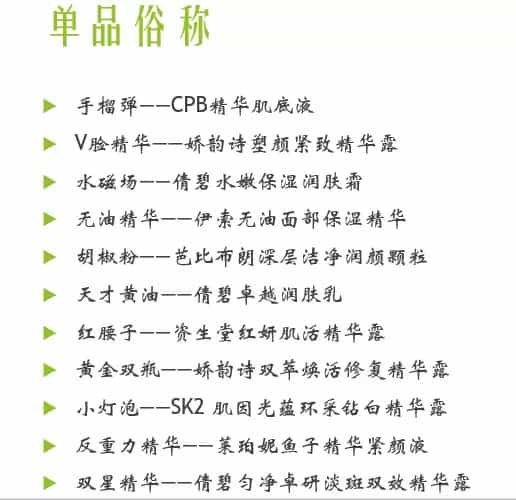 单品俗称
手榴弹——CPB精华肌底液
V脸精华——娇韵诗塑颜紧致精华露
水磁场——倩碧水嫩保湿润肤霜
无油精华——伊索无油面部保湿精华
胡椒粉——芭比布朗深层洁净润颜颗粒
天才黄油——倩碧卓越润肤乳
红腰子——资生堂红妍肌活精华露
黄金双瓶——娇韵诗双萃焕活修复精华露
小灯泡——SK2 肌因光蕴环采钻白精华露
反重力精华——莱珀妮鱼子精华紧颜液
双星精华——倩碧匀净卓研淡斑双效精华露